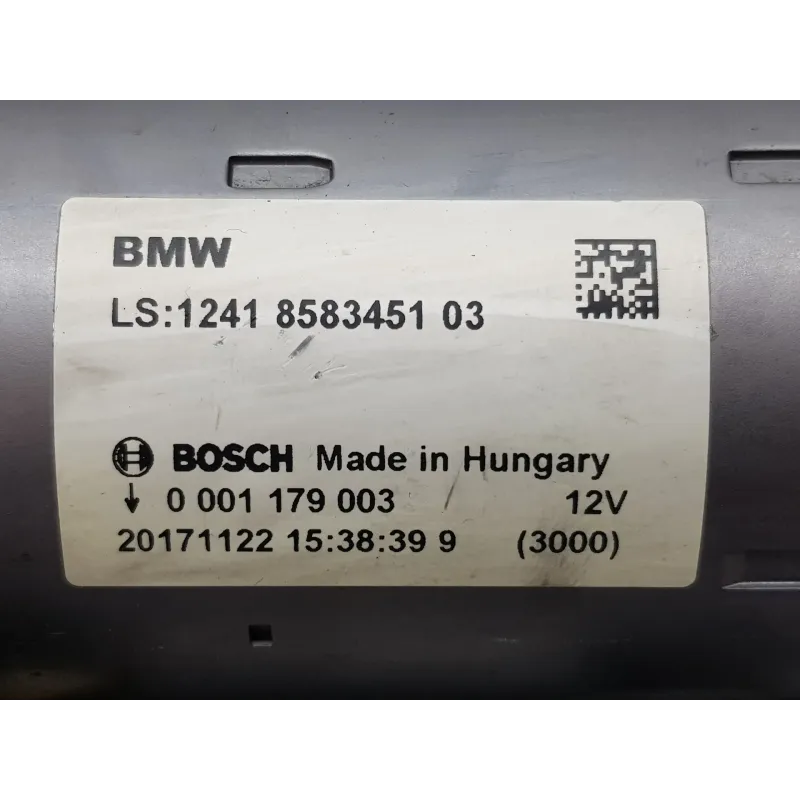 BMW
LS:1241 8583451 03
BOSCH Made in Hungary
↓ 0 001 179 003 12V
20171122 15:38:39 9 (3000)